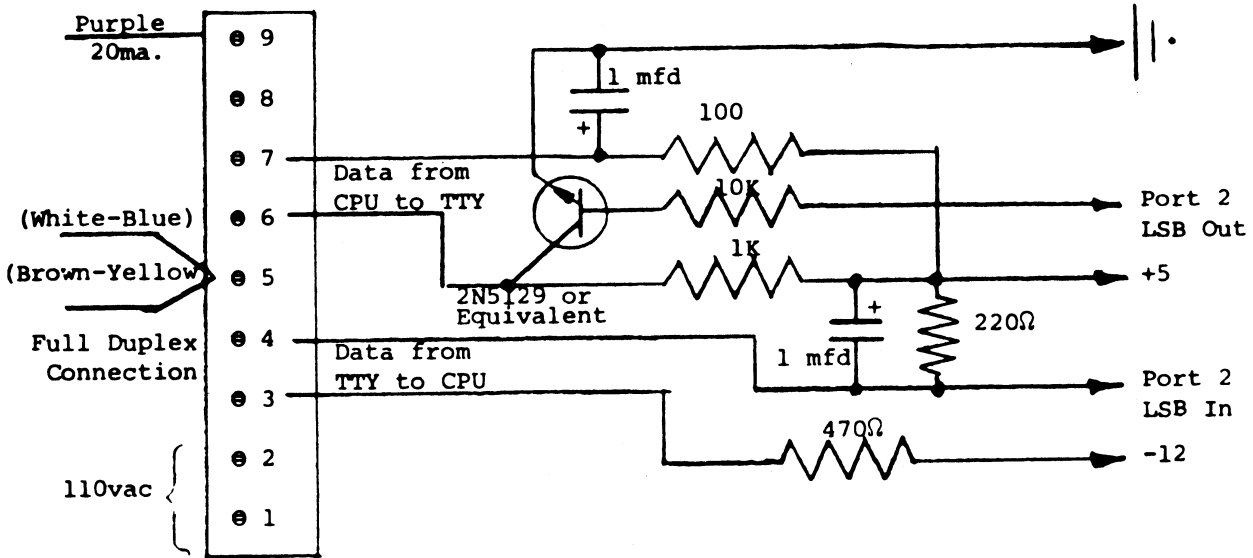 Purple
20ma.
9
8
7
6
5
4
3
2
1
(White-Blue)
(Brown-Yellow
Full Duplex
Connection
110vac
1 mfd
+
100
Data from
CPU to TTY
10K
Port 2
LSB Out
1K
+5
2N5129 or
Equivalent
+
220Ω
1 mfd
Data from
TTY to CPU
Port 2
LSB In
470Ω
-12